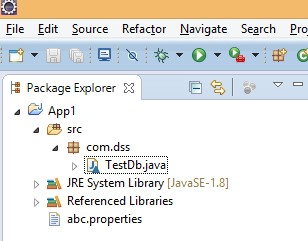 File Edit Source Refactor Navigate Search
Package Explorer
App1
src
com.dss
TestDb.java
JRE System Library [JavaSE-1.8]
Referenced Libraries
abc.properties